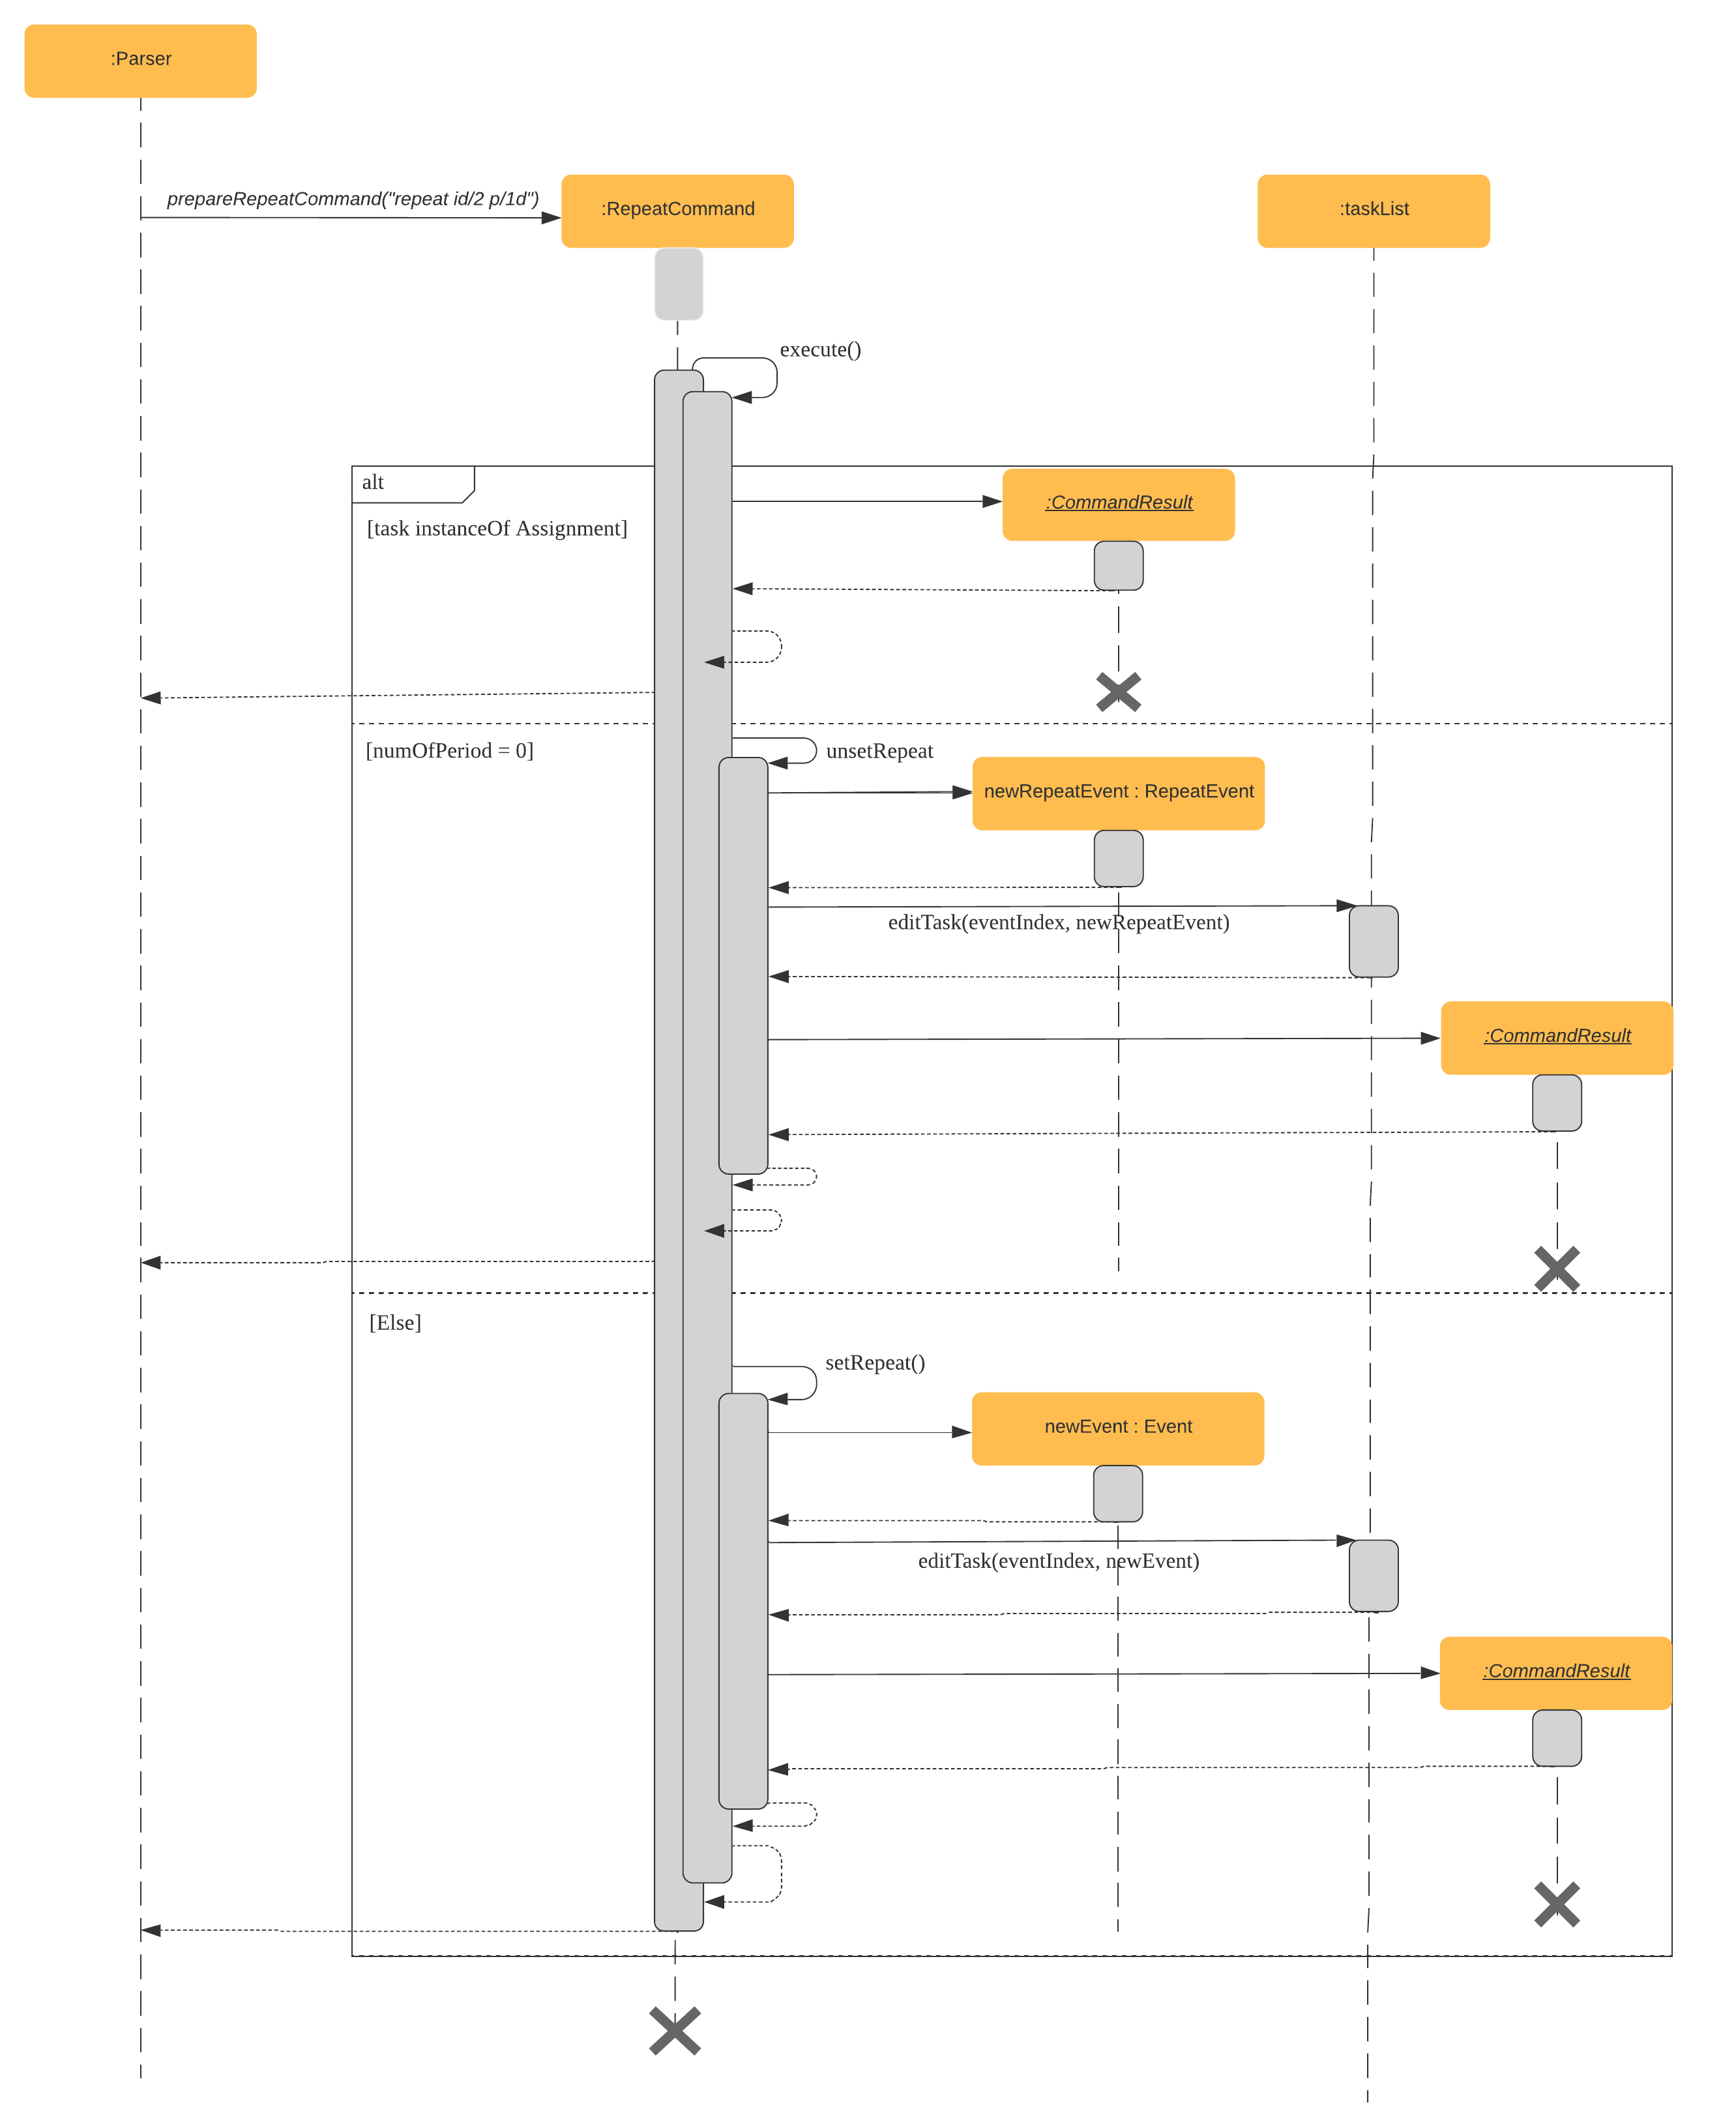 :Parser
prepareRepeatCommand("repeat id/2 p/1d")
:RepeatCommand
:taskList
execute()
alt
:CommandResult
[task instanceOf Assignment]
[numOfPeriod = 0]
unsetRepeat
newRepeatEvent : RepeatEvent
editTask(eventIndex, newRepeatEvent)
:CommandResult
[Else]
setRepeat()
newEvent : Event
editTask(eventIndex, newEvent)
:CommandResult